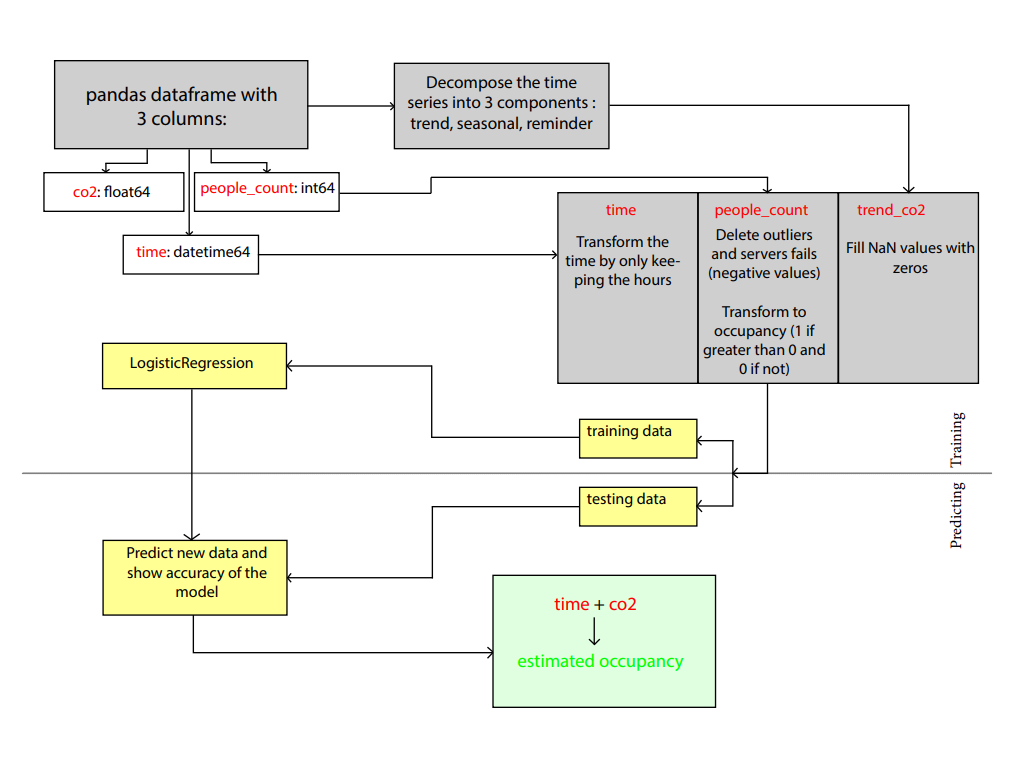 pandas dataframe with
3 columns:
Decompose the time
series into 3 components :
trend, seasonal, reminder
co2: float64
people_count: int64
time: datetime64
time
Transform the
time by only kee-
ping the hours
people_count
Delete outliers
and servers fails
(negative values)
Transform to
occupancy (1 if
greater than 0 and
0 if not)
trend_co2
Fill NaN values with
zeros
LogisticRegression
training data
Training
testing data
Predicting
Predict new data and
show accuracy of the
model
time + co2
estimated occupancy